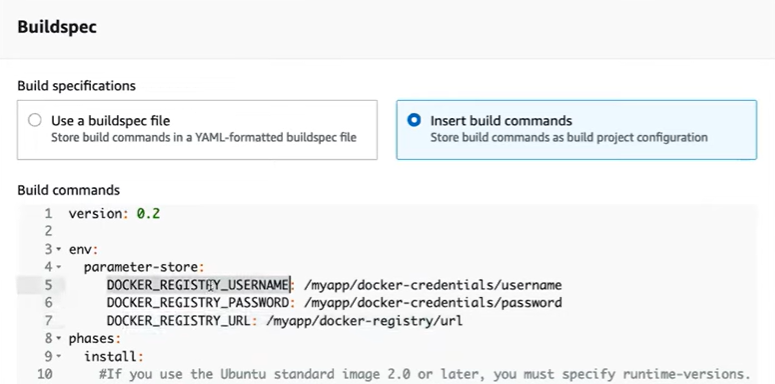 Buildspec
Build specifications
Use a buildspec file
Store build commands in a YAML-formatted buildspec file
Insert build commands
Store build commands as build project configuration
Build commands
1 version: 0.2
2
3 env:
4 parameter-store:
5 DOCKER_REGISTRY_USERNAME: /myapp/docker-credentials/username
6 DOCKER_REGISTRY_PASSWORD: /myapp/docker-credentials/password
7 DOCKER_REGISTRY_URL: /myapp/docker-registry/url
8 phases:
9 install:
10 #If you use the Ubuntu standard image 2.0 or later, you must specify runtime-versions.